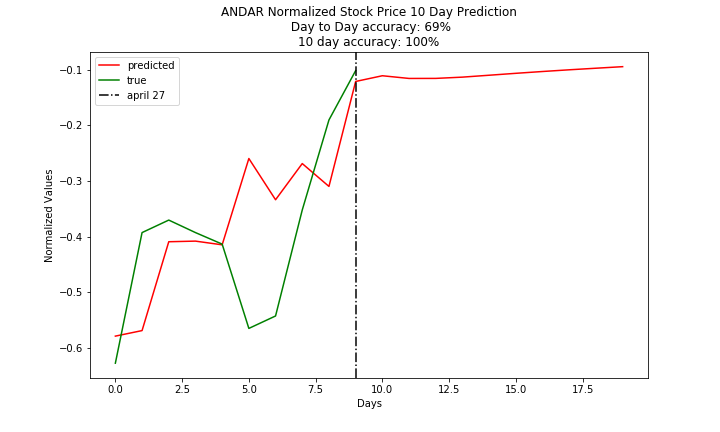 ANDAR Normalized Stock Price 10 Day Prediction
Day to Day accuracy: 69%
10 day accuracy: 100%
predicted
true
april 27
Normalized Values
−0.1
−0.2
−0.3
−0.4
−0.5
−0.6
0.0 2.5 5.0 7.5 10.0 12.5 15.0 17.5
Days